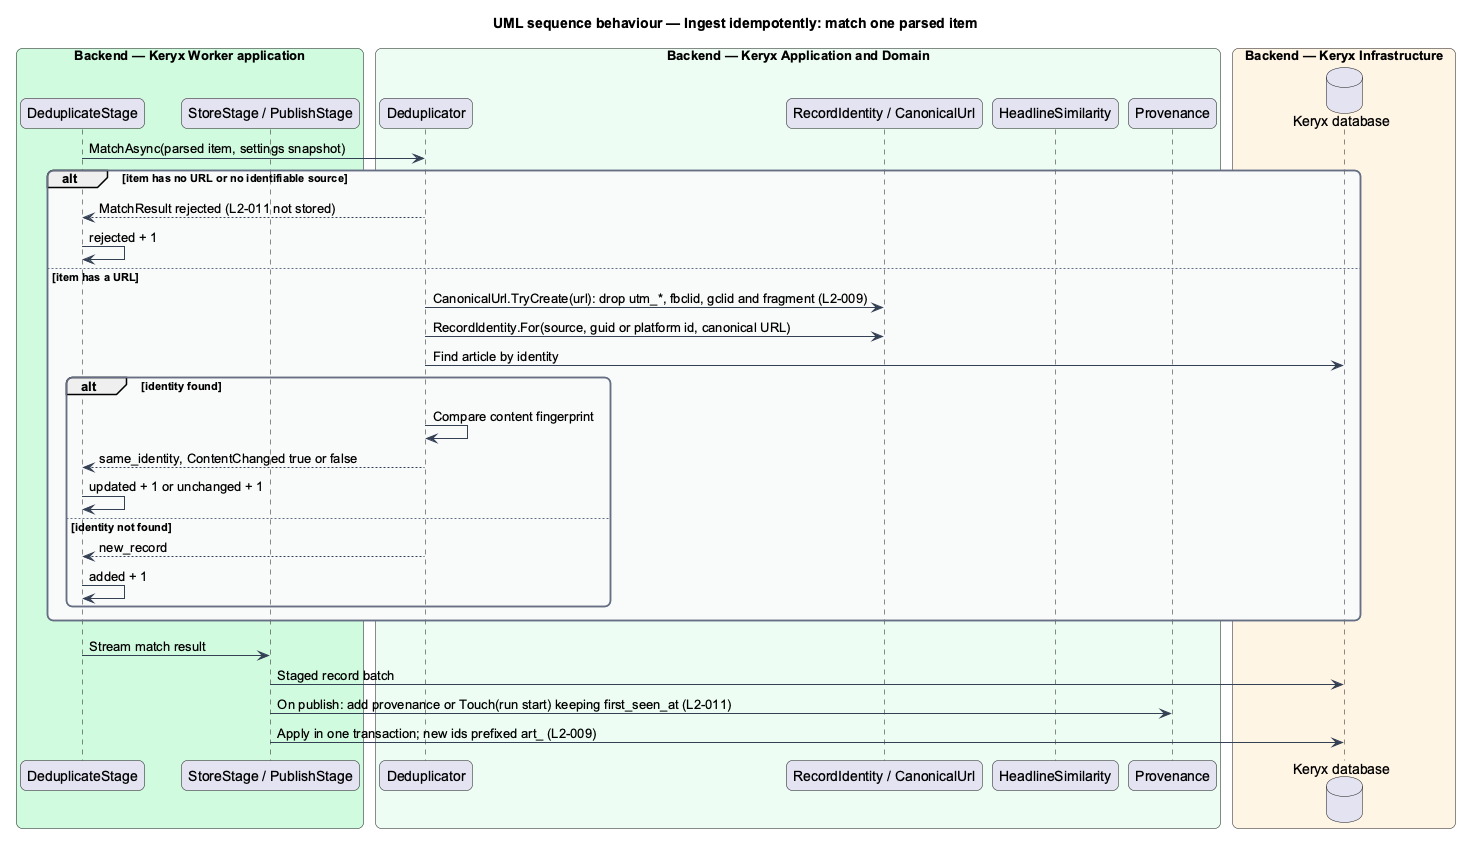 UML sequence behaviour — Ingest idempotently: match one parsed item
Backend — Keryx Worker application
Backend — Keryx Application and Domain
Backend — Keryx Infrastructure
DeduplicateStage
StoreStage / PublishStage
Deduplicator
RecordIdentity / CanonicalUrl
HeadlineSimilarity
Provenance
Keryx database
MatchAsync(parsed item, settings snapshot)
alt [item has no URL or no identifiable source]
MatchResult rejected (L2-011 not stored)
rejected + 1
[item has a URL]
CanonicalUrl.TryCreate(url): drop utm_*, fbclid, gclid and fragment (L2-009)
RecordIdentity.For(source, guid or platform id, canonical URL)
Find article by identity
alt [identity found]
Compare content fingerprint
same_identity, ContentChanged true or false
updated + 1 or unchanged + 1
[identity not found]
new_record
added + 1
Stream match result
Staged record batch
On publish: add provenance or Touch(run start) keeping first_seen_at (L2-011)
Apply in one transaction; new ids prefixed art_ (L2-009)
DeduplicateStage
StoreStage / PublishStage
Deduplicator
RecordIdentity / CanonicalUrl
HeadlineSimilarity
Provenance
Keryx database